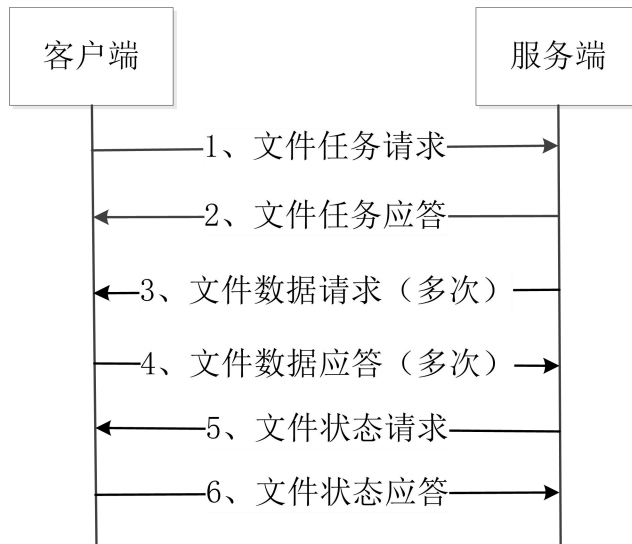 客户端
服务端
1、文件任务请求
2、文件任务应答
3、文件数据请求（多次）
4、文件数据应答（多次）
5、文件状态请求
6、文件状态应答